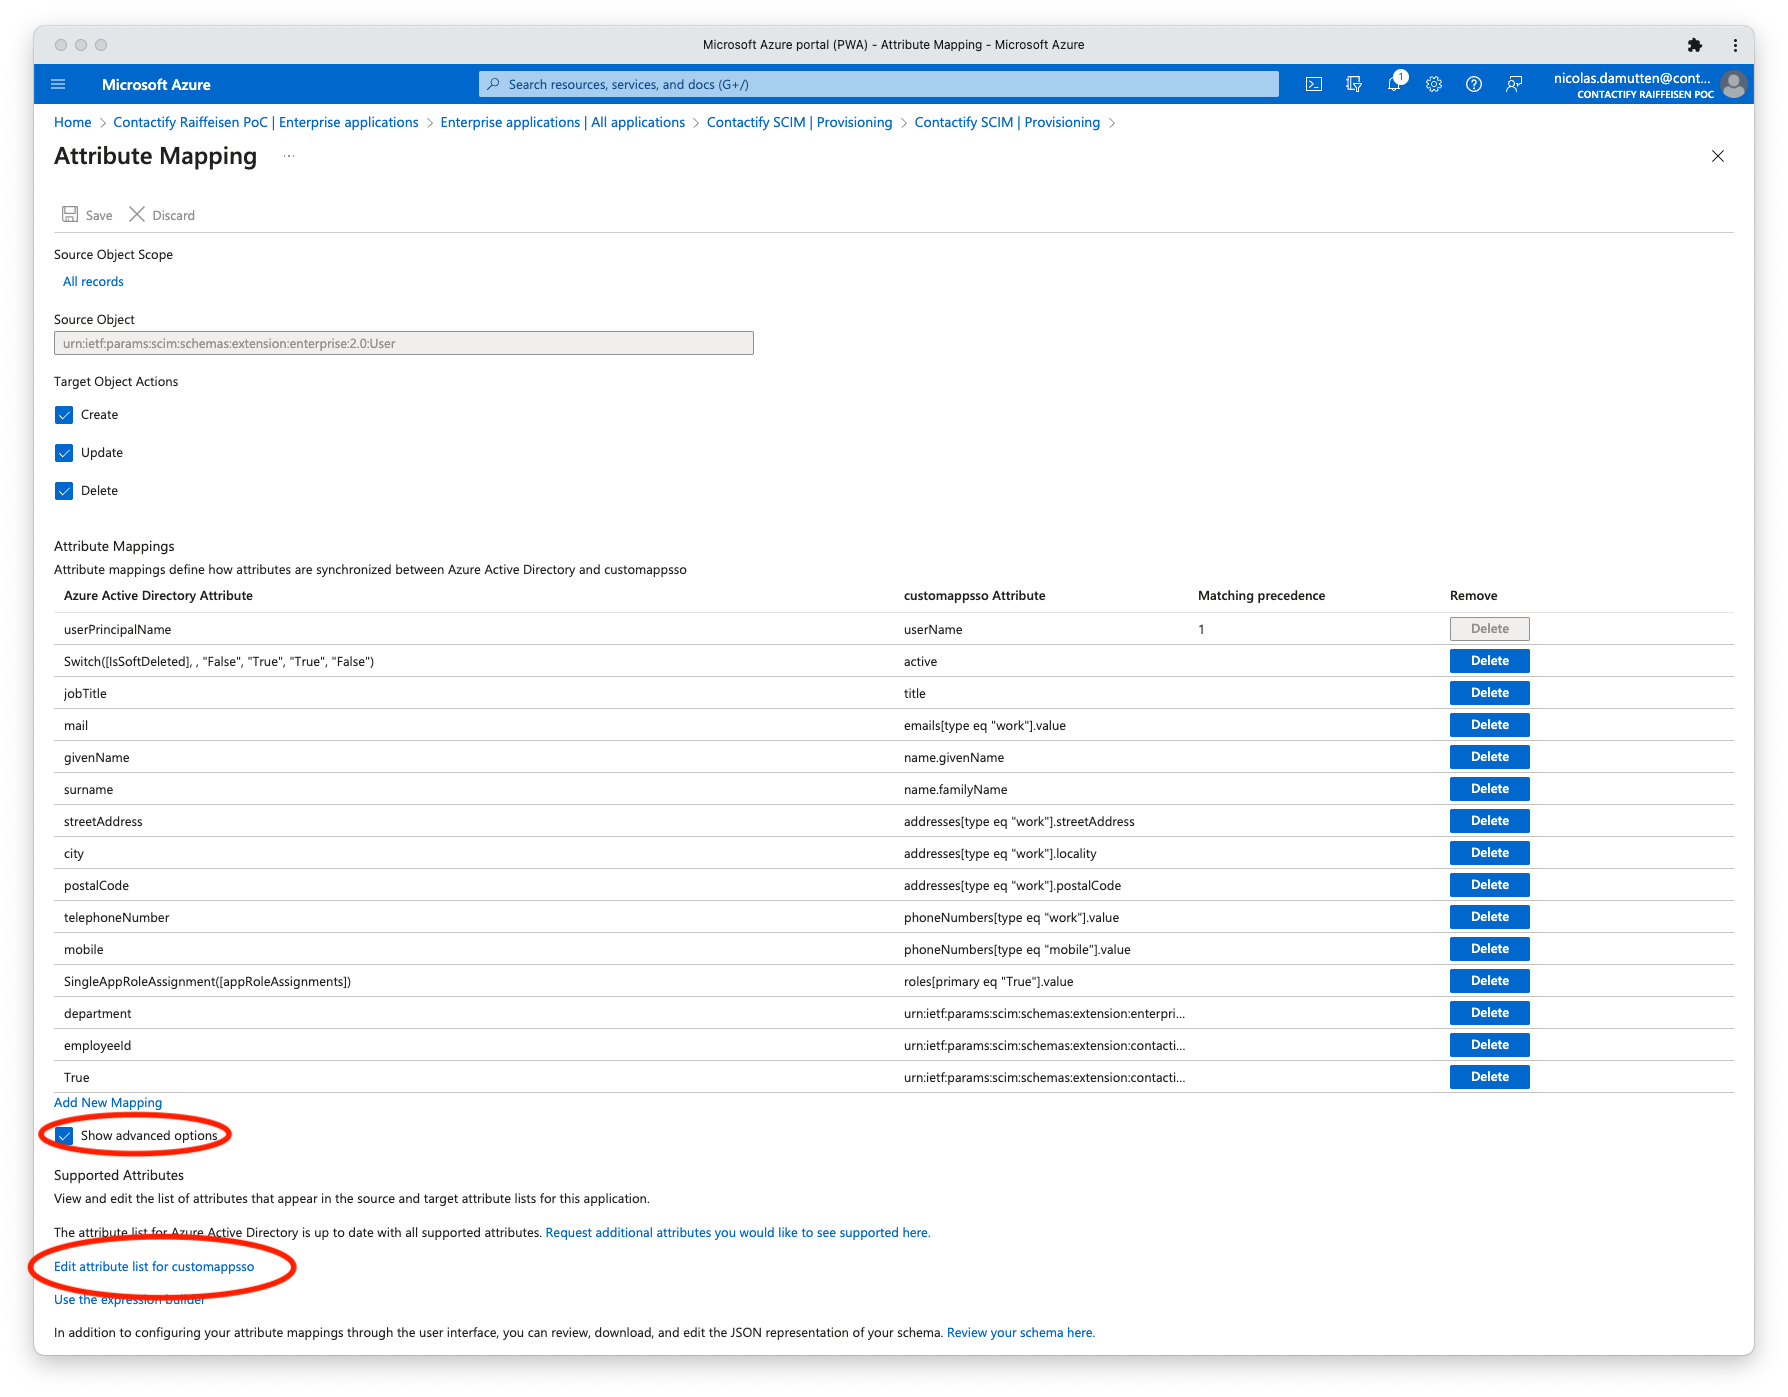 Microsoft Azure portal (PWA) - Attribute Mapping - Microsoft Azure
Microsoft Azure
Search resources, services, and docs (G+/)
1
nicolas.damutten@cont...
CONTACTIFY RAIFFEISEN POC
Home > Contactify Raiffeisen PoC | Enterprise applications > Enterprise applications | All applications > Contactify SCIM | Provisioning > Contactify SCIM | Provisioning >
Attribute Mapping ...
Save Discard
Source Object Scope
All records
Source Object
urn:ietf:params:scim:schemas:extension:enterprise:2.0:User
Target Object Actions
Create
Update
Delete
Attribute Mappings
Attribute mappings define how attributes are synchronized between Azure Active Directory and customappsso
Azure Active Directory Attribute customappsso Attribute Matching precedence Remove
userPrincipalName userName 1 Delete
Switch([IsSoftDeleted], , "False", "True", "True", "False") active Delete
jobTitle title Delete
mail emails[type eq "work"].value Delete
givenName name.givenName Delete
surname name.familyName Delete
streetAddress addresses[type eq "work"].streetAddress Delete
city addresses[type eq "work"].locality Delete
postalCode addresses[type eq "work"].postalCode Delete
telephoneNumber phoneNumbers[type eq "work"].value Delete
mobile phoneNumbers[type eq "mobile"].value Delete
SingleAppRoleAssignment([appRoleAssignments]) roles[primary eq "True"].value Delete
department urn:ietf:params:scim:schemas:extension:enterpri... Delete
employeeId urn:ietf:params:scim:schemas:extension:contacti... Delete
True urn:ietf:params:scim:schemas:extension:contacti... Delete
Add New Mapping
Show advanced options
Supported Attributes
View and edit the list of attributes that appear in the source and target attribute lists for this application.
The attribute list for Azure Active Directory is up to date with all supported attributes. Request additional attributes you would like to see supported here.
Edit attribute list for customappsso
Use the expression builder
In addition to configuring your attribute mappings through the user interface, you can review, download, and edit the JSON representation of your schema. Review your schema here.